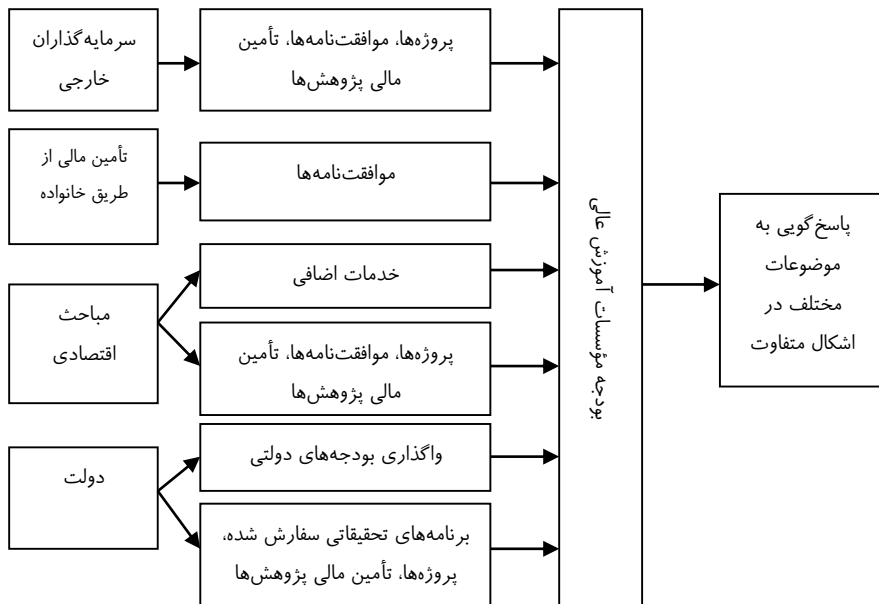 سرمایه‌گذاران
خارجی
پروژه‌ها، موافقت‌نامه‌ها، تأمین
مالی پژوهش‌ها
تأمین مالی از
طریق خانواده
موافقت‌نامه‌ها
مباحث
اقتصادی
خدمات اضافی
پروژه‌ها، موافقت‌نامه‌ها، تأمین
مالی پژوهش‌ها
دولت
واگذاری بودجه‌های دولتی
برنامه‌های تحقیقاتی سفارش شده،
پروژه‌ها، تأمین مالی پژوهش‌ها
بودجه مؤسسات آموزش عالی
پاسخ‌گویی به
موضوعات
مختلف در
اشکال متفاوت